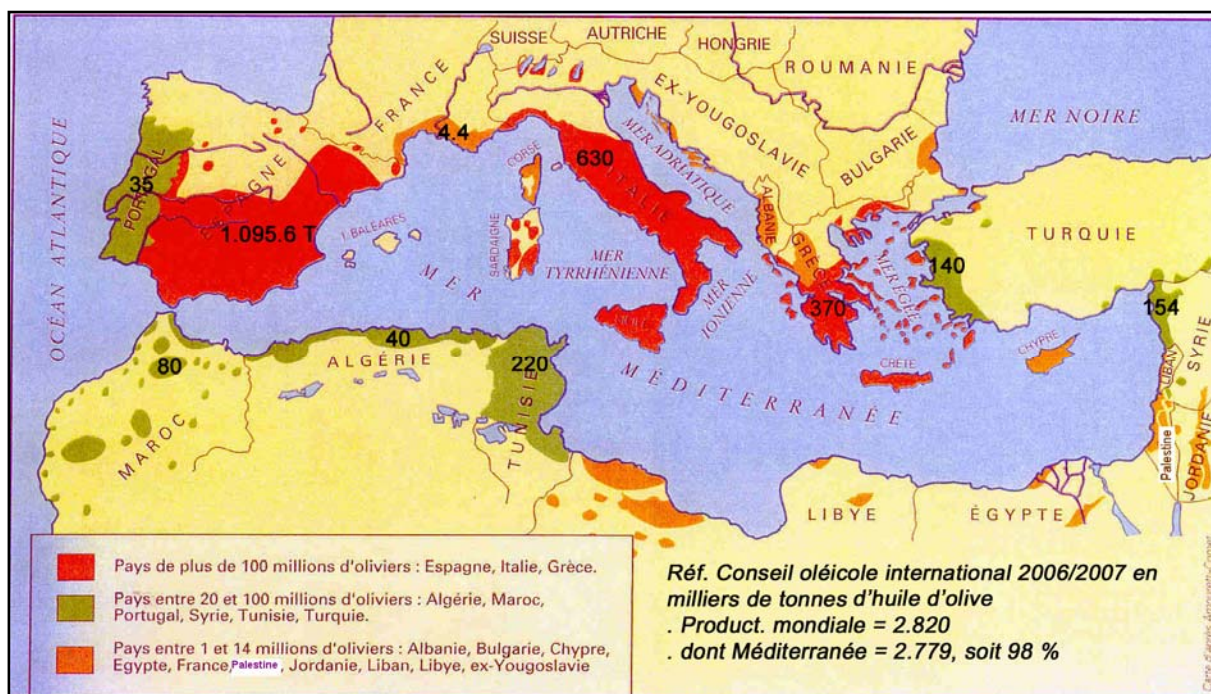 SUISSE
AUTRICHE
HONGRIE
ROUMANIE
FRANCE
EX-YOUGOSLAVIE
MER NOIRE
OCÉAN ATLANTIQUE
4.4
630
ITALIE
MER ADRIATIQUE
BULGARIE
CORSE
35
PORTUGAL
ESPAGNE
1.095.6 T
I. BALÉARES
SARDAIGNE
MER
TYRRHÉNIENNE
ALBANIE
GRÈCE
370
MER EGÉE
140
TURQUIE
MER
IONIENNE
154
SYRIE
CHYPRE
LIBAN
CRÈTE
MER
MÉDITERRANÉE
80
MAROC
40
ALGÉRIE
220
TUNISIE
LIBYE
ÉGYPTE
Palestine
JORDANIE
Pays de plus de 100 millions d'oliviers : Espagne, Italie, Grèce.
Pays entre 20 et 100 millions d'oliviers : Algérie, Maroc,
Portugal, Syrie, Tunisie, Turquie.
Pays entre 1 et 14 millions d'oliviers : Albanie, Bulgarie, Chypre,
Egypte, France, Palestine , Jordanie, Liban, Libye, ex-Yougoslavie
Réf. Conseil oléicole international 2006/2007 en
milliers de tonnes d'huile d'olive
. Product. mondiale = 2.820
. dont Méditerranée = 2.779, soit 98 %
Carte d'après